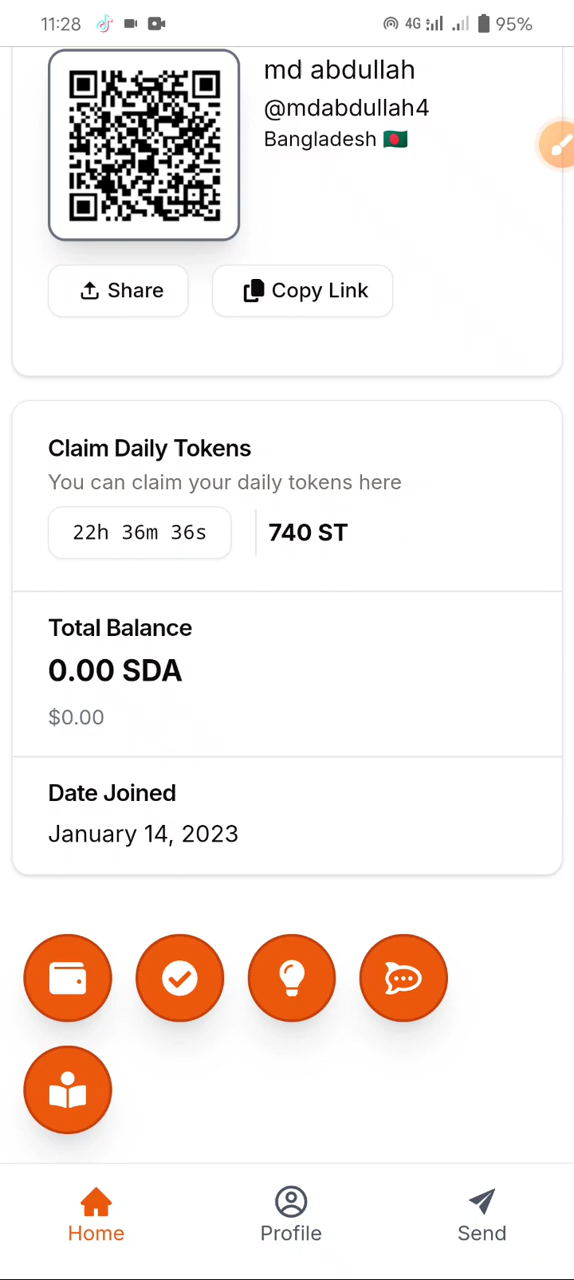 11:28
4G
95%
md abdullah
@mdabdullah4
Bangladesh 🇧🇩
Share
Copy Link
Claim Daily Tokens
You can claim your daily tokens here
22h 36m 36s
740 ST
Total Balance
0.00 SDA
$0.00
Date Joined
January 14, 2023
Home
Profile
Send